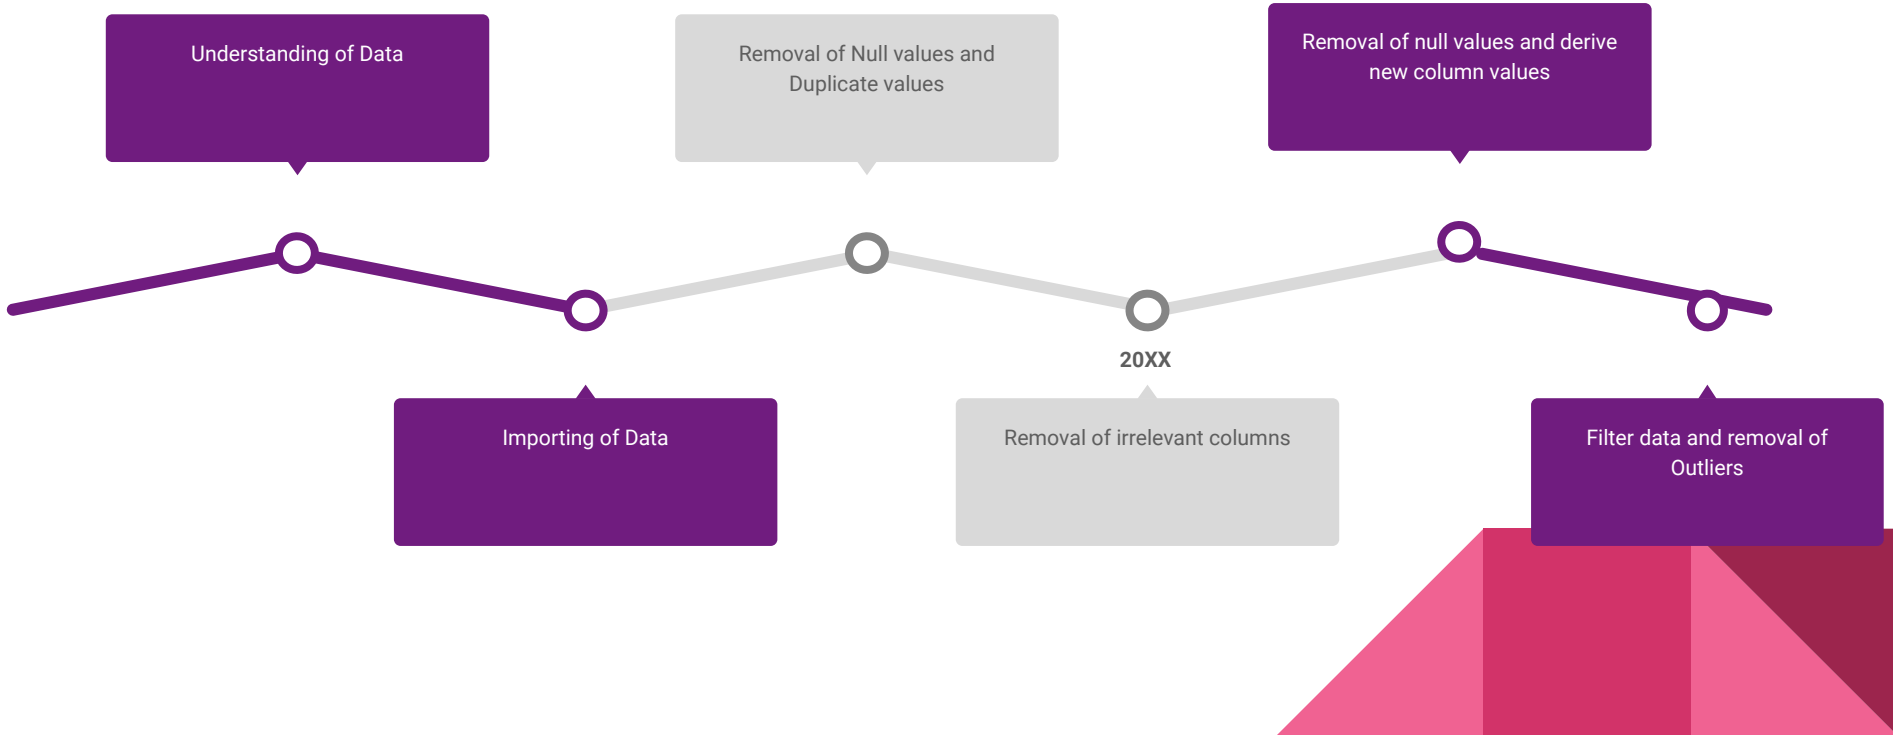 Understanding of Data
Removal of Null values and
Duplicate values
Removal of null values and derive
new column values
20XX
Importing of Data
Removal of irrelevant columns
Filter data and removal of
Outliers